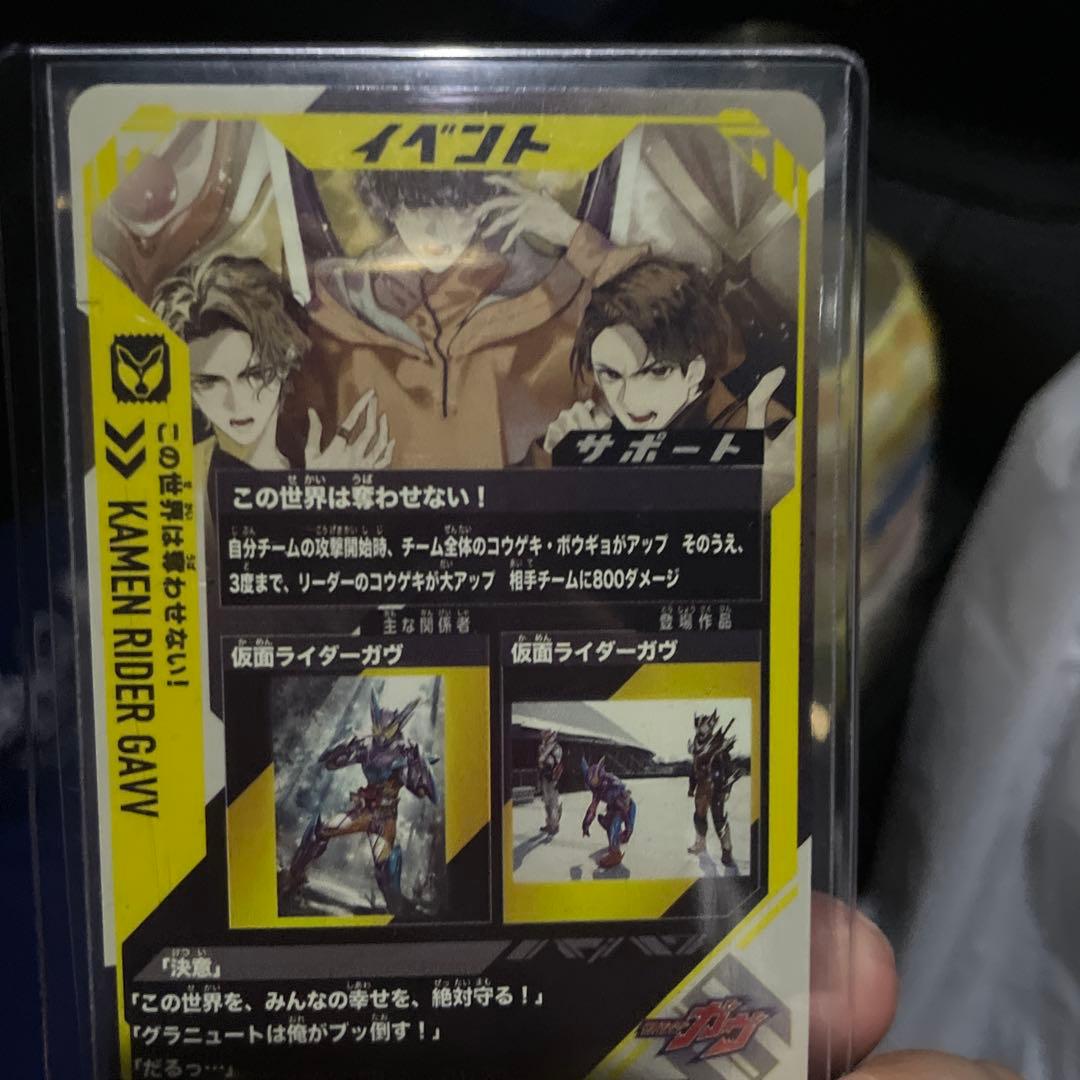 イベント
サポート
この世界は奪わせない！
KAMEN RIDER GAVV
この世界は奪わせない！
自分チームの攻撃開始時、チーム全体のコウゲキ・ボウギョがアップ　そのうえ、
3度まで、リーダーのコウゲキが大アップ　相手チームに800ダメージ
主な関係者
登場作品
仮面ライダーガヴ
仮面ライダーガヴ
「決意」
「この世界を、みんなの幸せを、絶対守る！」
「グラニュートは俺がブッ倒す！」
「だるっ…」
ガヴ